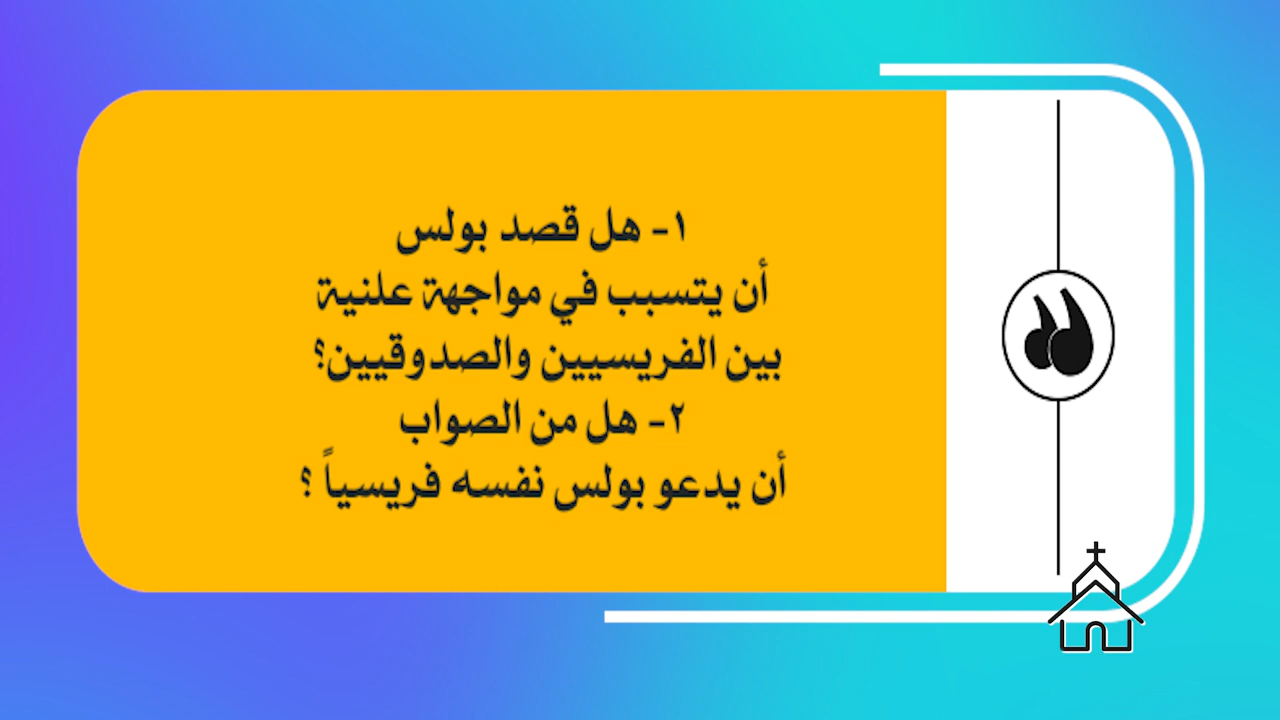 ١- هل قصد بولس
أن يتسبب في مواجهة علنية
بين الفريسيين والصدوقيين؟
٢- هل من الصواب
أن يدعو بولس نفسه فريسياً ؟